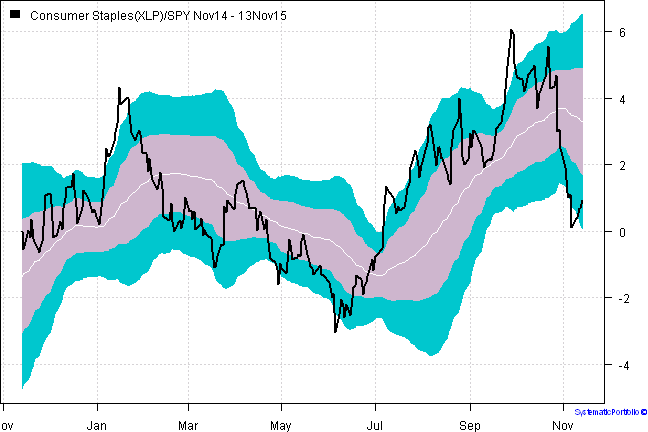 Consumer Staples(XLP)/SPY Nov14 - 13Nov15
6
4
2
0
-2
-4
ov Jan Mar May Jul Sep Nov
SystematicPortfolio ©